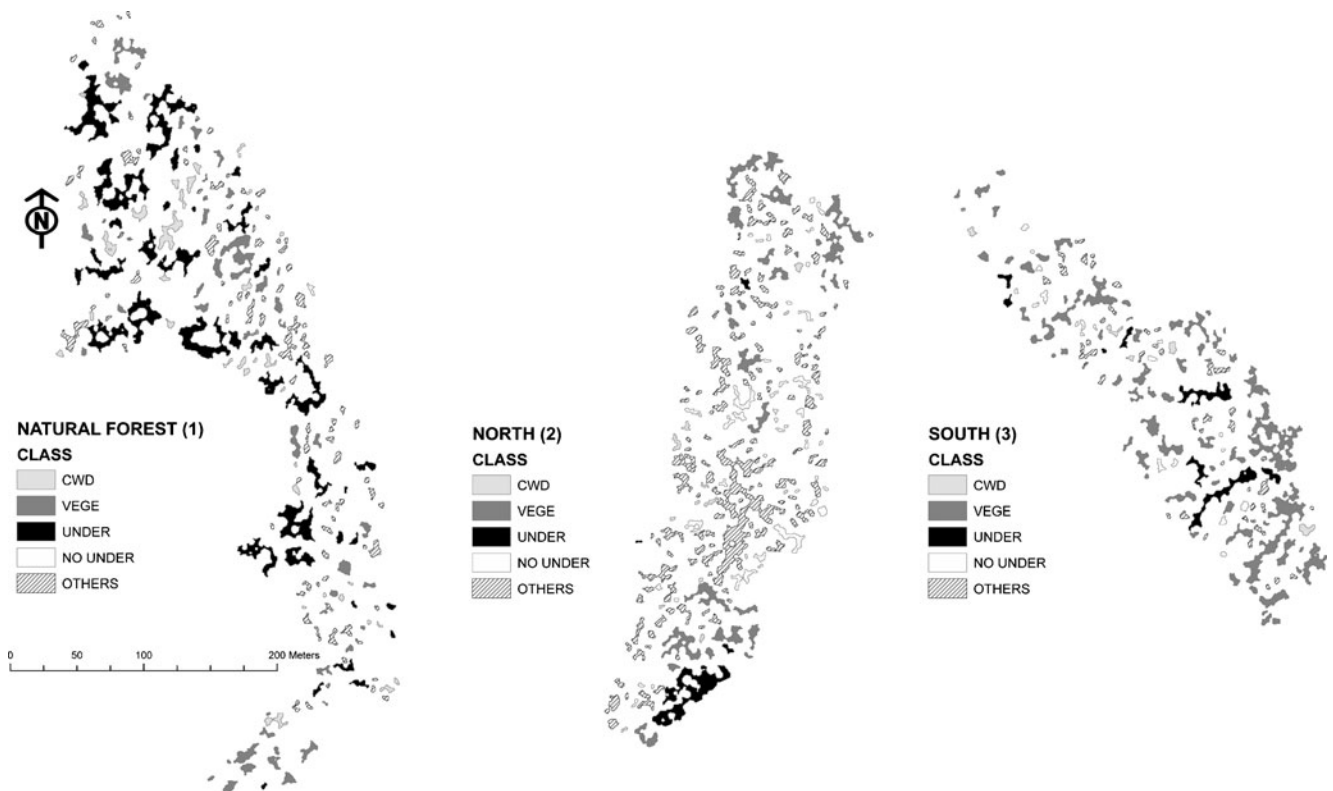 N
NATURAL FOREST (1)
CLASS
CWD
VEGE
UNDER
NO UNDER
OTHERS
0 50 100 200 Meters
NORTH (2)
CLASS
CWD
VEGE
UNDER
NO UNDER
OTHERS
SOUTH (3)
CLASS
CWD
VEGE
UNDER
NO UNDER
OTHERS